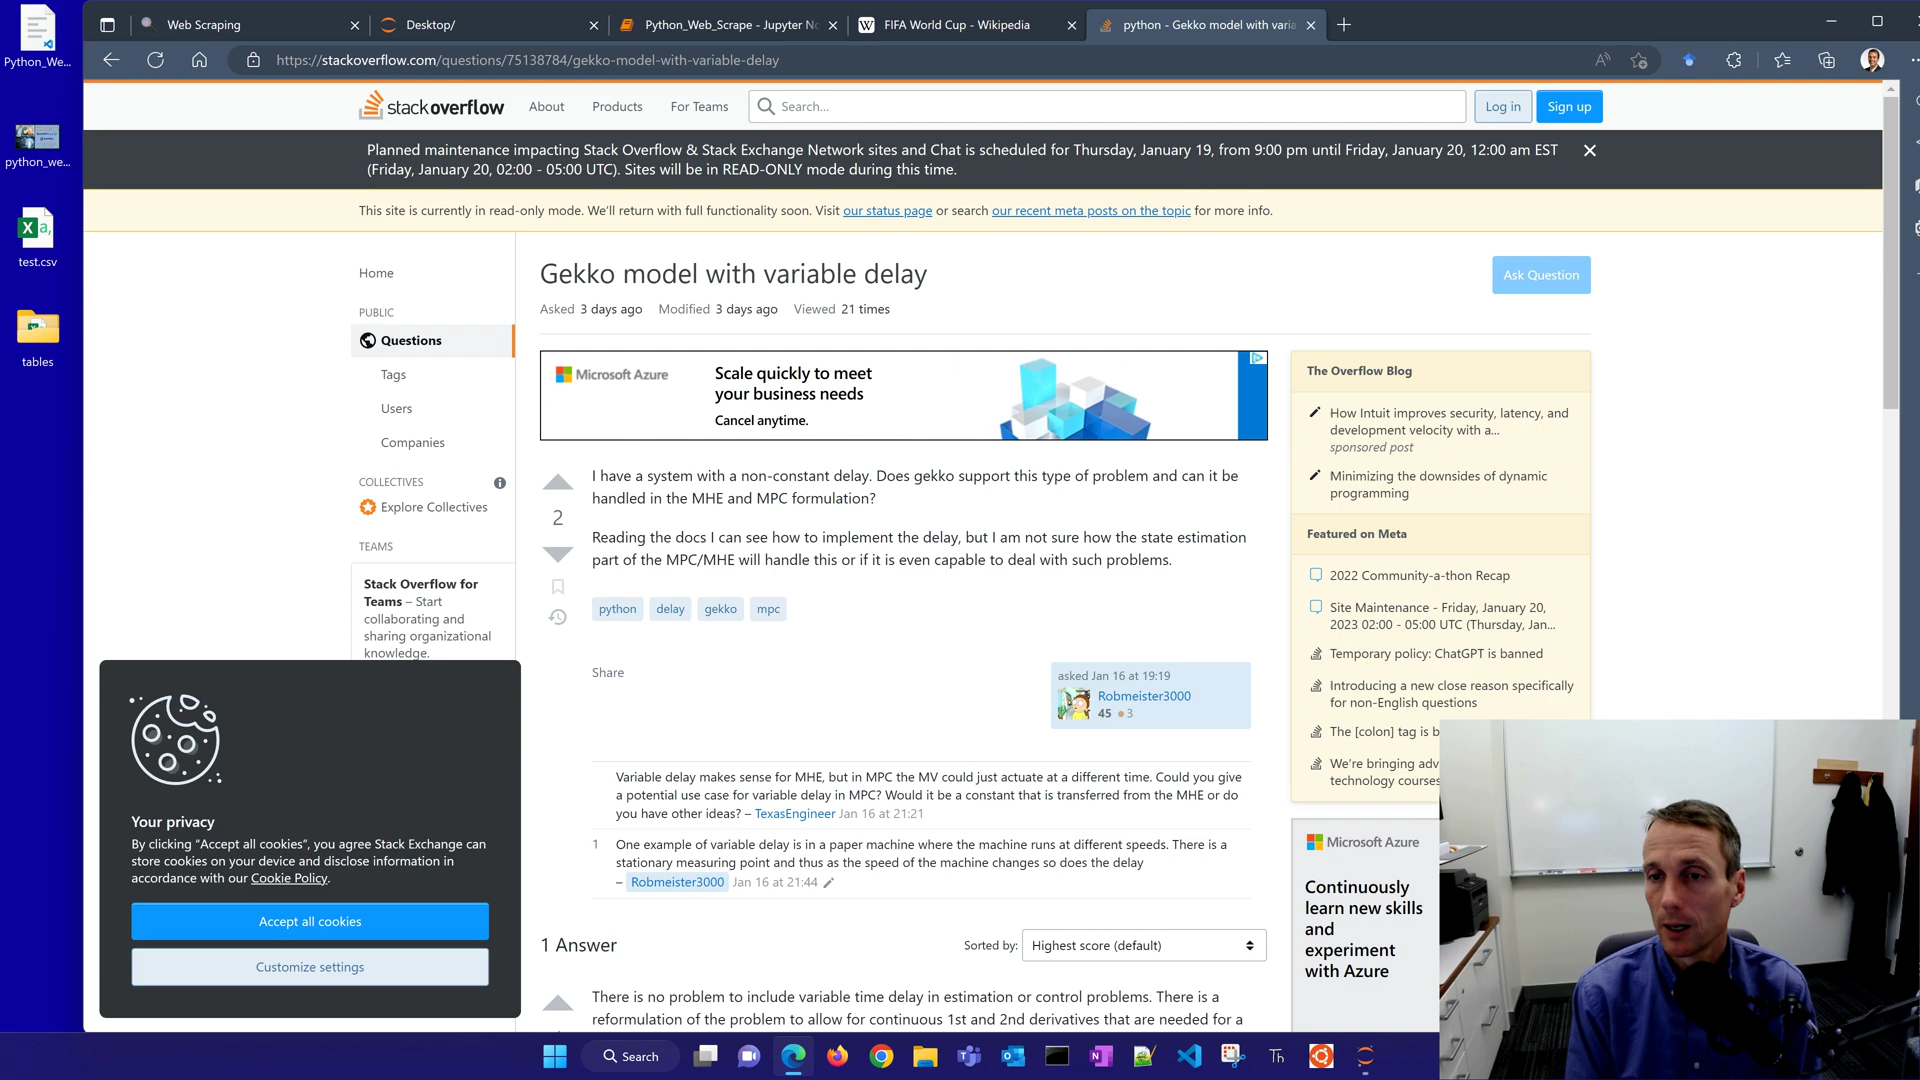 Python_We...
python_we...
test.csv
tables
Web Scraping
Desktop/
Python_Web_Scrape - Jupyter No
FIFA World Cup - Wikipedia
python - Gekko model with varia
https://stackoverflow.com/questions/75138784/gekko-model-with-variable-delay
stackoverflow
About
Products
For Teams
Search...
Log in
Sign up
Planned maintenance impacting Stack Overflow & Stack Exchange Network sites and Chat is scheduled for Thursday, January 19, from 9:00 pm until Friday, January 20, 12:00 am EST
(Friday, January 20, 02:00 - 05:00 UTC). Sites will be in READ-ONLY mode during this time.
This site is currently in read-only mode. We'll return with full functionality soon. Visit our status page or search our recent meta posts on the topic for more info.
Home
PUBLIC
Questions
Tags
Users
Companies
COLLECTIVES
Explore Collectives
TEAMS
Stack Overflow for
Teams – Start
collaborating and
sharing organizational
knowledge.
Gekko model with variable delay
Ask Question
Asked 3 days ago Modified 3 days ago Viewed 21 times
Microsoft Azure
Scale quickly to meet
your business needs
Cancel anytime.
2
I have a system with a non-constant delay. Does gekko support this type of problem and can it be
handled in the MHE and MPC formulation?
Reading the docs I can see how to implement the delay, but I am not sure how the state estimation
part of the MPC/MHE will handle this or if it is even capable to deal with such problems.
python delay gekko mpc
Share
asked Jan 16 at 19:19
Robmeister3000
45 3
Variable delay makes sense for MHE, but in MPC the MV could just actuate at a different time. Could you give
a potential use case for variable delay in MPC? Would it be a constant that is transferred from the MHE or do
you have other ideas? – TexasEngineer Jan 16 at 21:21
1 One example of variable delay is in a paper machine where the machine runs at different speeds. There is a
stationary measuring point and thus as the speed of the machine changes so does the delay
– Robmeister3000 Jan 16 at 21:44
1 Answer
Sorted by:
Highest score (default)
There is no problem to include variable time delay in estimation or control problems. There is a
reformulation of the problem to allow for continuous 1st and 2nd derivatives that are needed for a
The Overflow Blog
How Intuit improves security, latency, and
development velocity with a...
sponsored post
Minimizing the downsides of dynamic
programming
Featured on Meta
2022 Community-a-thon Recap
Site Maintenance - Friday, January 20,
2023 02:00 - 05:00 UTC (Thursday, Jan...
Temporary policy: ChatGPT is banned
Introducing a new close reason specifically
for non-English questions
The [colon] tag is b
We're bringing adv
technology courses
Microsoft Azure
Continuously
learn new skills
and
experiment
with Azure
Your privacy
By clicking "Accept all cookies", you agree Stack Exchange can
store cookies on your device and disclose information in
accordance with our Cookie Policy.
Accept all cookies
Customize settings
Search
Th